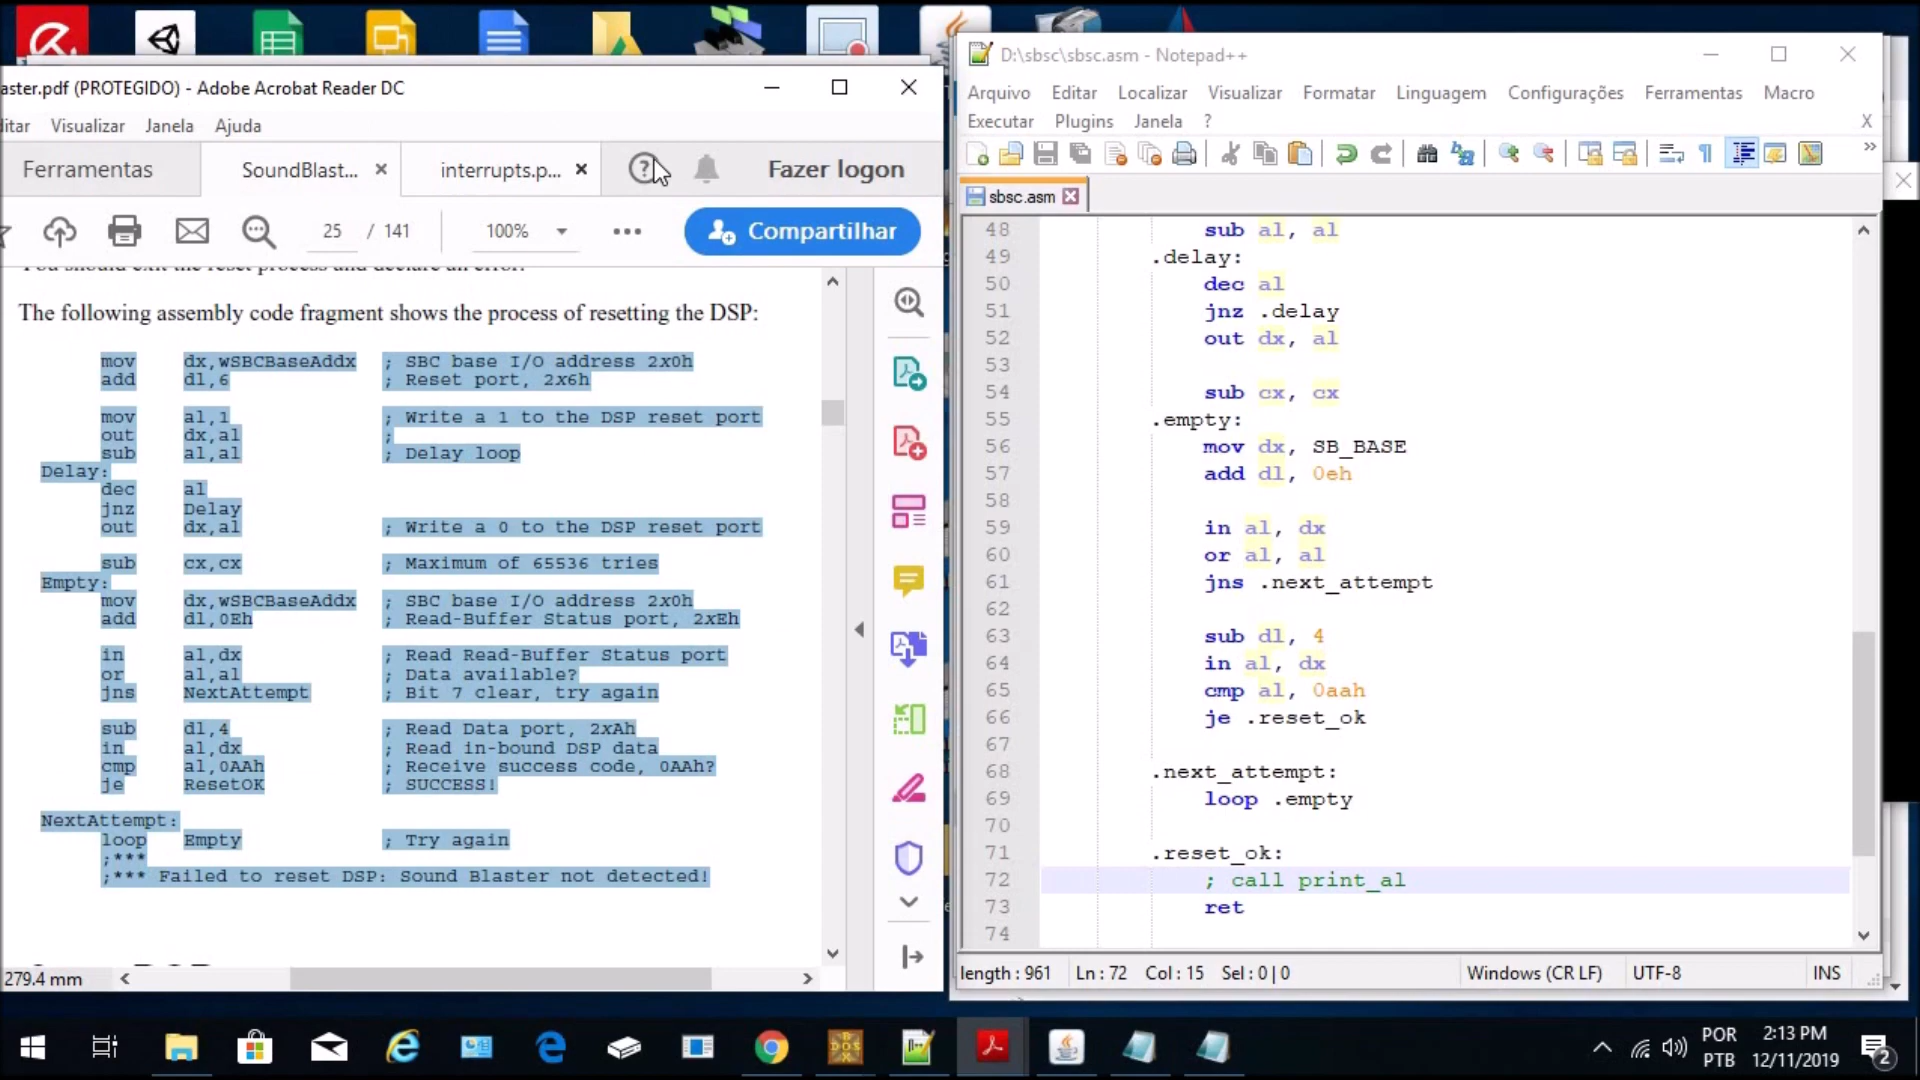 D:\sbsc\sbsc.asm - Notepad++
aster.pdf (PROTEGIDO) - Adobe Acrobat Reader DC
itar Visualizar Janela Ajuda
Arquivo Editar Localizar Visualizar Formatar Linguagem Configurações Ferramentas Macro
Executar Plugins Janela ? X
Ferramentas SoundBlast... interrupts.p... Fazer logon
25 / 141 100% Compartilhar
You should exit the reset process and declare an error.
The following assembly code fragment shows the process of resetting the DSP:
mov dx,wSBCBaseAddx ; SBC base I/O address 2x0h
add dl,6 ; Reset port, 2x6h
mov al,1 ; Write a 1 to the DSP reset port
out dx,al ;
sub al,al ; Delay loop
Delay:
dec al
jnz Delay
out dx,al ; Write a 0 to the DSP reset port
sub cx,cx ; Maximum of 65536 tries
Empty:
mov dx,wSBCBaseAddx ; SBC base I/O address 2x0h
add dl,0Eh ; Read-Buffer Status port, 2xEh
in al,dx ; Read Read-Buffer Status port
or al,al ; Data available?
jns NextAttempt ; Bit 7 clear, try again
sub dl,4 ; Read Data port, 2xAh
in al,dx ; Read in-bound DSP data
cmp al,0AAh ; Receive success code, 0AAh?
je ResetOK ; SUCCESS!
NextAttempt:
loop Empty ; Try again
;***
;*** Failed to reset DSP: Sound Blaster not detected!
279.4 mm
sbsc.asm
48 sub al, al
49 .delay:
50 dec al
51 jnz .delay
52 out dx, al
53
54 sub cx, cx
55 .empty:
56 mov dx, SB_BASE
57 add dl, 0eh
58
59 in al, dx
60 or al, al
61 jns .next_attempt
62
63 sub dl, 4
64 in al, dx
65 cmp al, 0aah
66 je .reset_ok
67
68 .next_attempt:
69 loop .empty
70
71 .reset_ok:
72 ; call print_al
73 ret
74
length : 961 Ln : 72 Col : 15 Sel : 0 | 0 Windows (CR LF) UTF-8 INS
POR
PTB
2:13 PM
12/11/2019
2